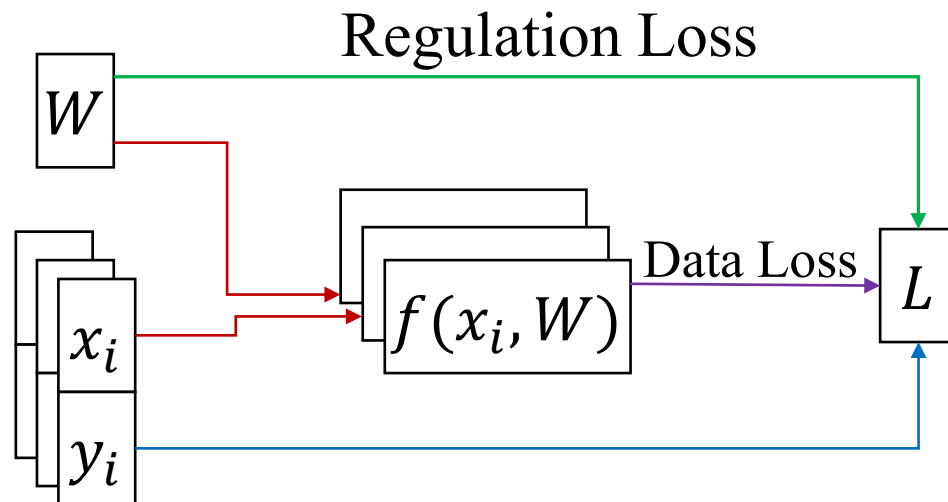 Regulation Loss
W
Data Loss
f(x_i, W)
L
x_i
y_i